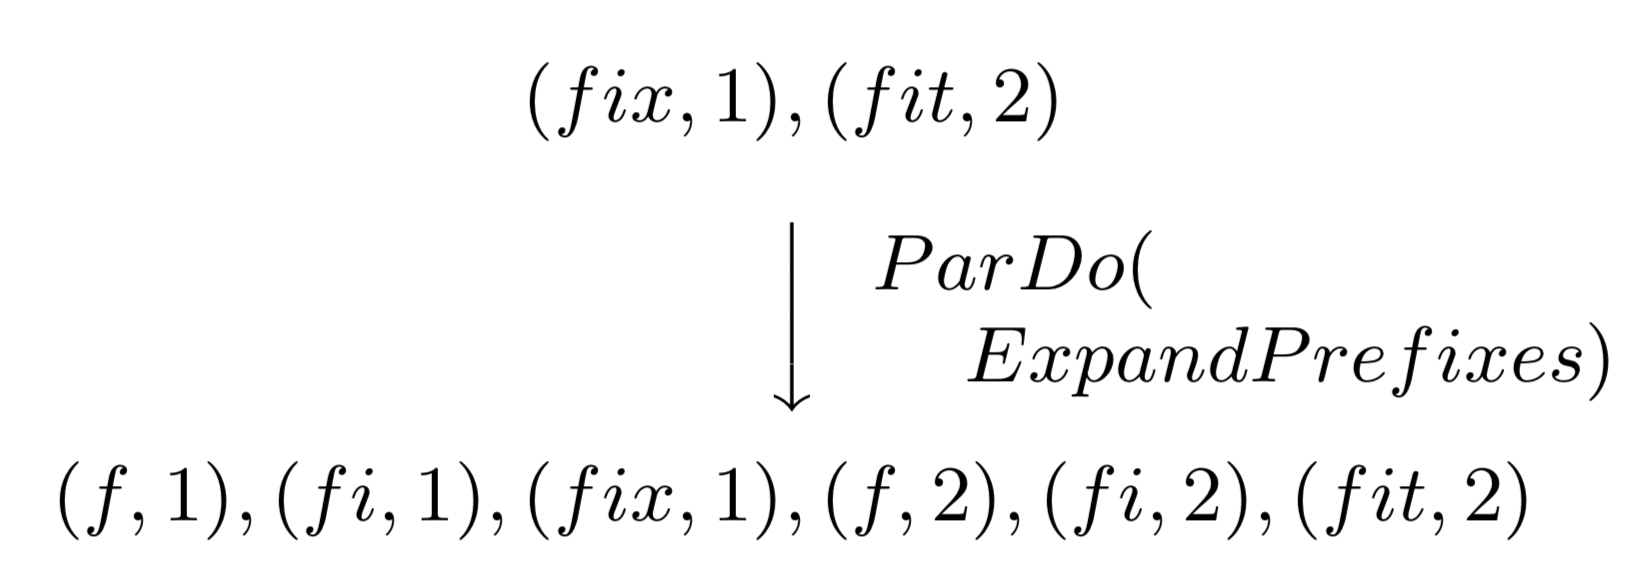 (fix, 1), (fit, 2)
ParDo(
ExpandPrefixes)
(f, 1), (fi, 1), (fix, 1), (f, 2), (fi, 2), (fit, 2)